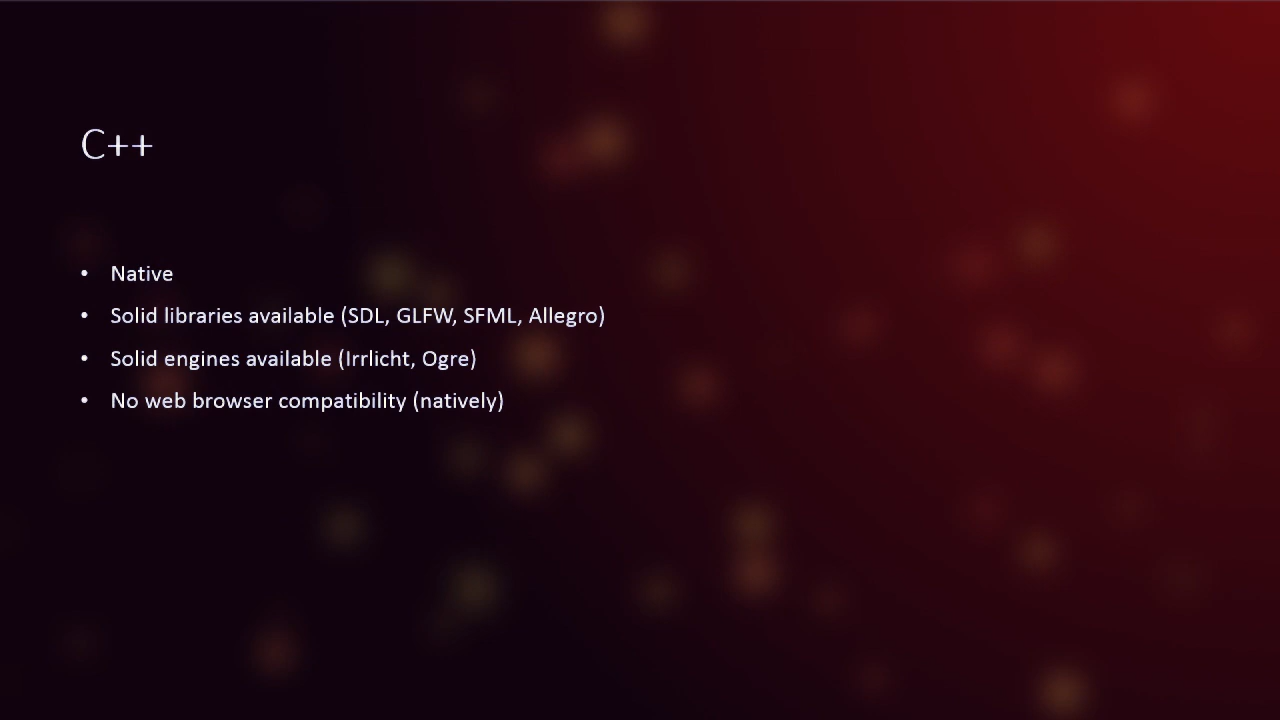 C++
• Native
• Solid libraries available (SDL, GLFW, SFML, Allegro)
• Solid engines available (Irrlicht, Ogre)
• No web browser compatibility (natively)